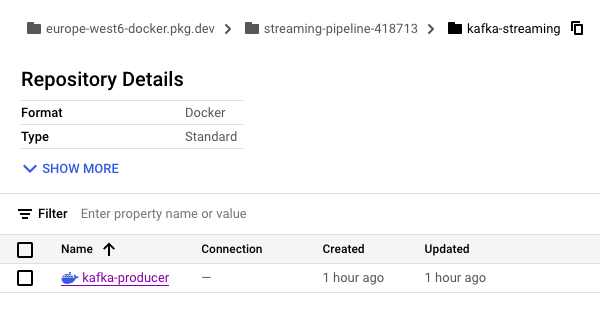 europe-west6-docker.pkg.dev > streaming-pipeline-418713 > kafka-streaming
Repository Details
Format Docker
Type Standard
SHOW MORE
Filter Enter property name or value
Name Connection Created Updated
kafka-producer — 1 hour ago 1 hour ago